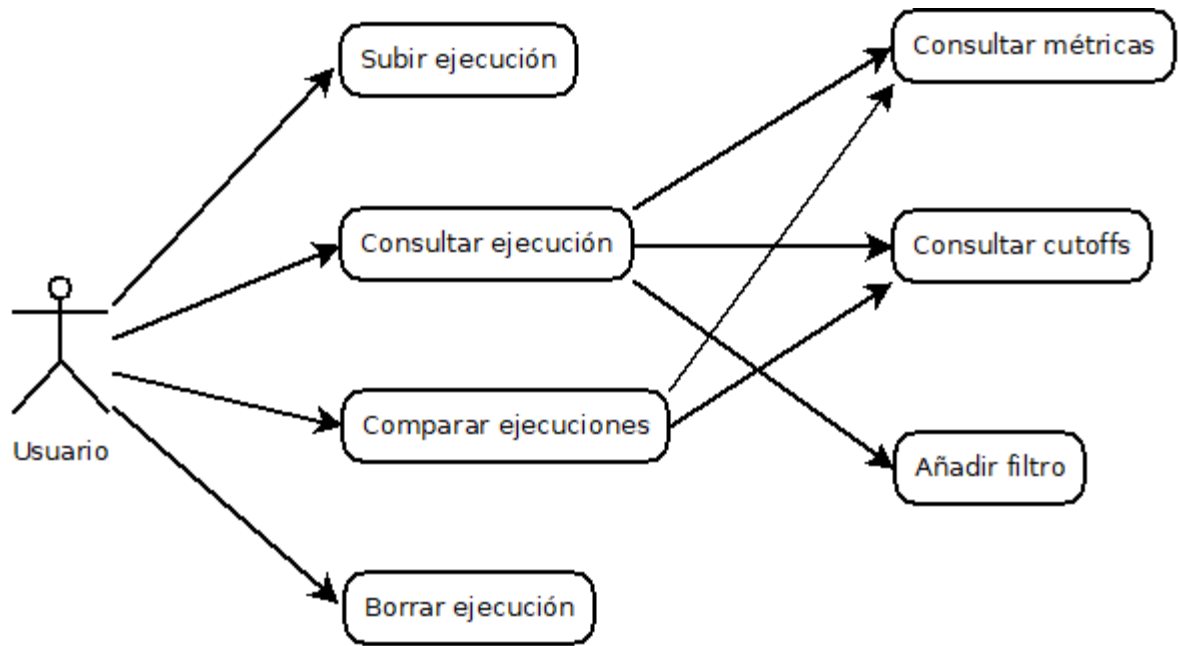 Subir ejecución
Consultar métricas
Consultar ejecución
Consultar cutoffs
Usuario
Comparar ejecuciones
Añadir filtro
Borrar ejecución